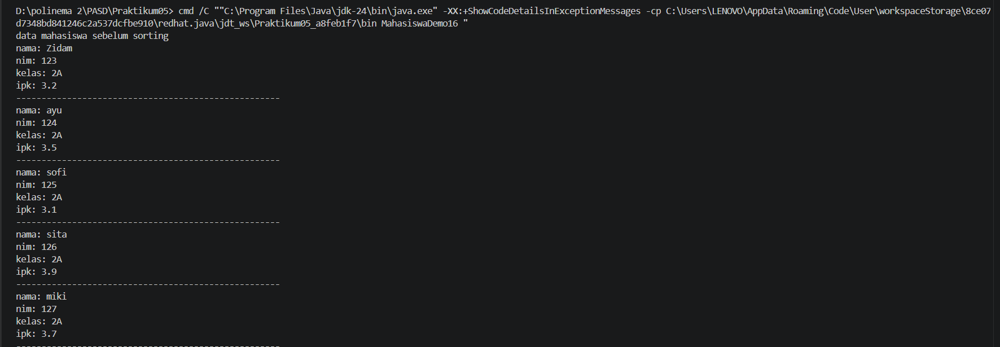 D:\polinema 2\PASD\Praktikum05> cmd /C ""C:\Program Files\Java\jdk-24\bin\java.exe" -XX:+ShowCodeDetailsInExceptionMessages -cp C:\Users\LENOVO\AppData\Roaming\Code\User\workspaceStorage\8ce07
d7348bd841246c2a537dcfbe910\redhat.java\jdt_ws\Praktikum05_a8feb1f7\bin MahasiswaDemo16 "
data mahasiswa sebelum sorting
nama: Zidam
nim: 123
kelas: 2A
ipk: 3.2
----------------------------------------------------
nama: ayu
nim: 124
kelas: 2A
ipk: 3.5
----------------------------------------------------
nama: sofi
nim: 125
kelas: 2A
ipk: 3.1
----------------------------------------------------
nama: sita
nim: 126
kelas: 2A
ipk: 3.9
----------------------------------------------------
nama: miki
nim: 127
kelas: 2A
ipk: 3.7
----------------------------------------------------